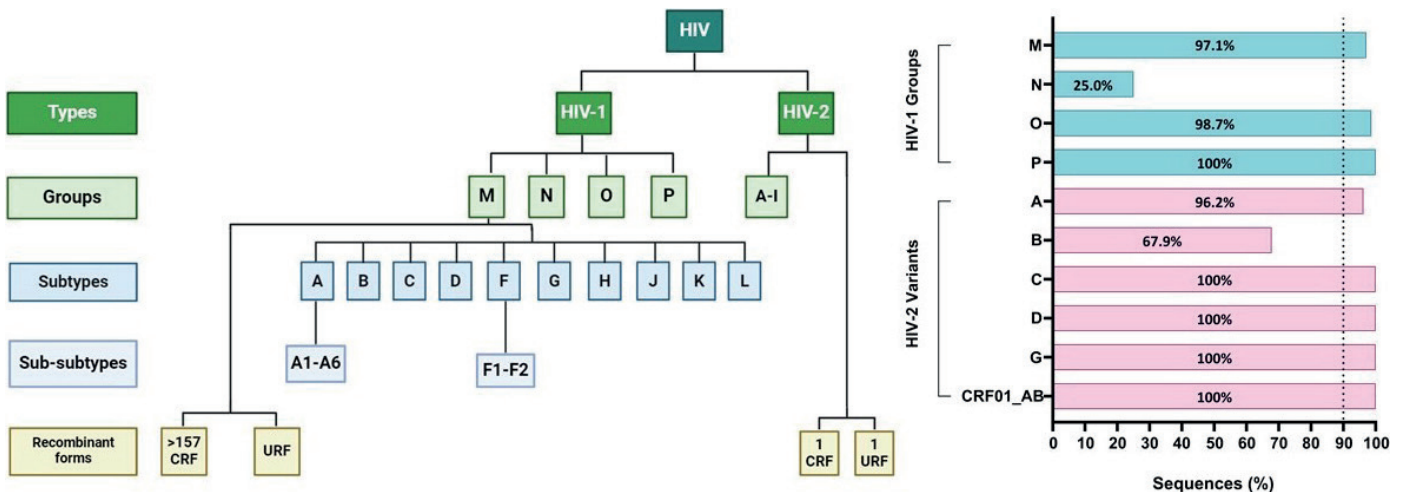 HIV
Types
HIV-1
HIV-2
Groups
M
N
O
P
A-I
Subtypes
A
B
C
D
F
G
H
J
K
L
Sub-subtypes
A1-A6
F1-F2
Recombinant
forms
>157
CRF
URF
1
CRF
1
URF
HIV-1 Groups
M
97.1%
N
25.0%
O
98.7%
P
100%
HIV-2 Variants
A
96.2%
B
67.9%
C
100%
D
100%
G
100%
CRF01_AB
100%
0 10 20 30 40 50 60 70 80 90 100
Sequences (%)